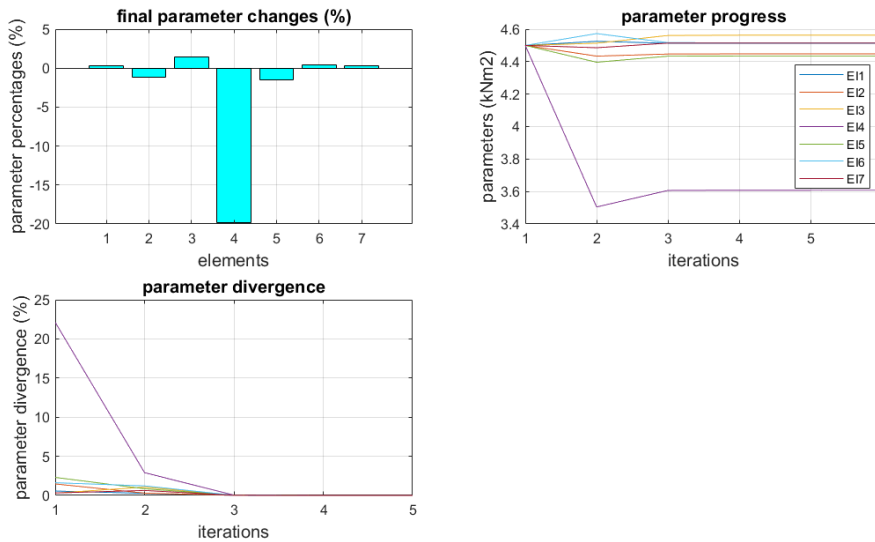 final parameter changes (%)
parameter percentages (%)
5
0
-5
-10
-15
-20
1 2 3 4 5 6 7
elements
parameter progress
parameters (kNm2)
4.6
4.4
4.2
4
3.8
3.6
3.4
1 2 3 4 5
iterations
EI1
EI2
EI3
EI4
EI5
EI6
EI7
parameter divergence
parameter divergence (%)
25
20
15
10
5
0
1 2 3 4 5
iterations